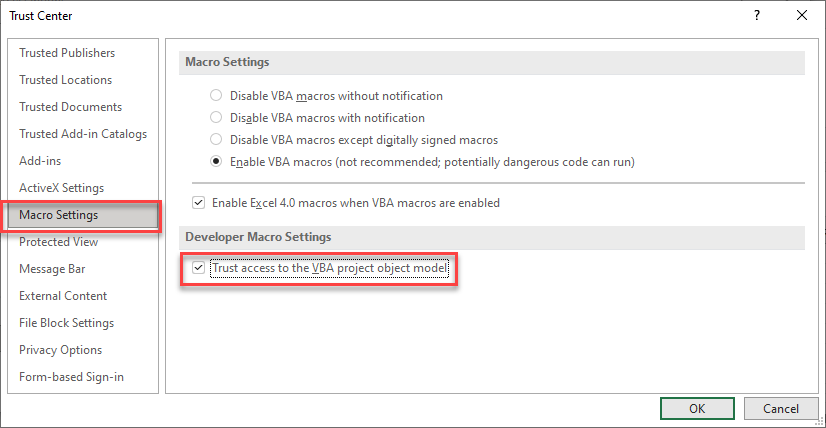 Trust Center
?
Trusted Publishers
Trusted Locations
Trusted Documents
Trusted Add-in Catalogs
Add-ins
ActiveX Settings
Macro Settings
Protected View
Message Bar
External Content
File Block Settings
Privacy Options
Form-based Sign-in
Macro Settings
Disable VBA macros without notification
Disable VBA macros with notification
Disable VBA macros except digitally signed macros
Enable VBA macros (not recommended; potentially dangerous code can run)
Enable Excel 4.0 macros when VBA macros are enabled
Developer Macro Settings
Trust access to the VBA project object model
OK
Cancel